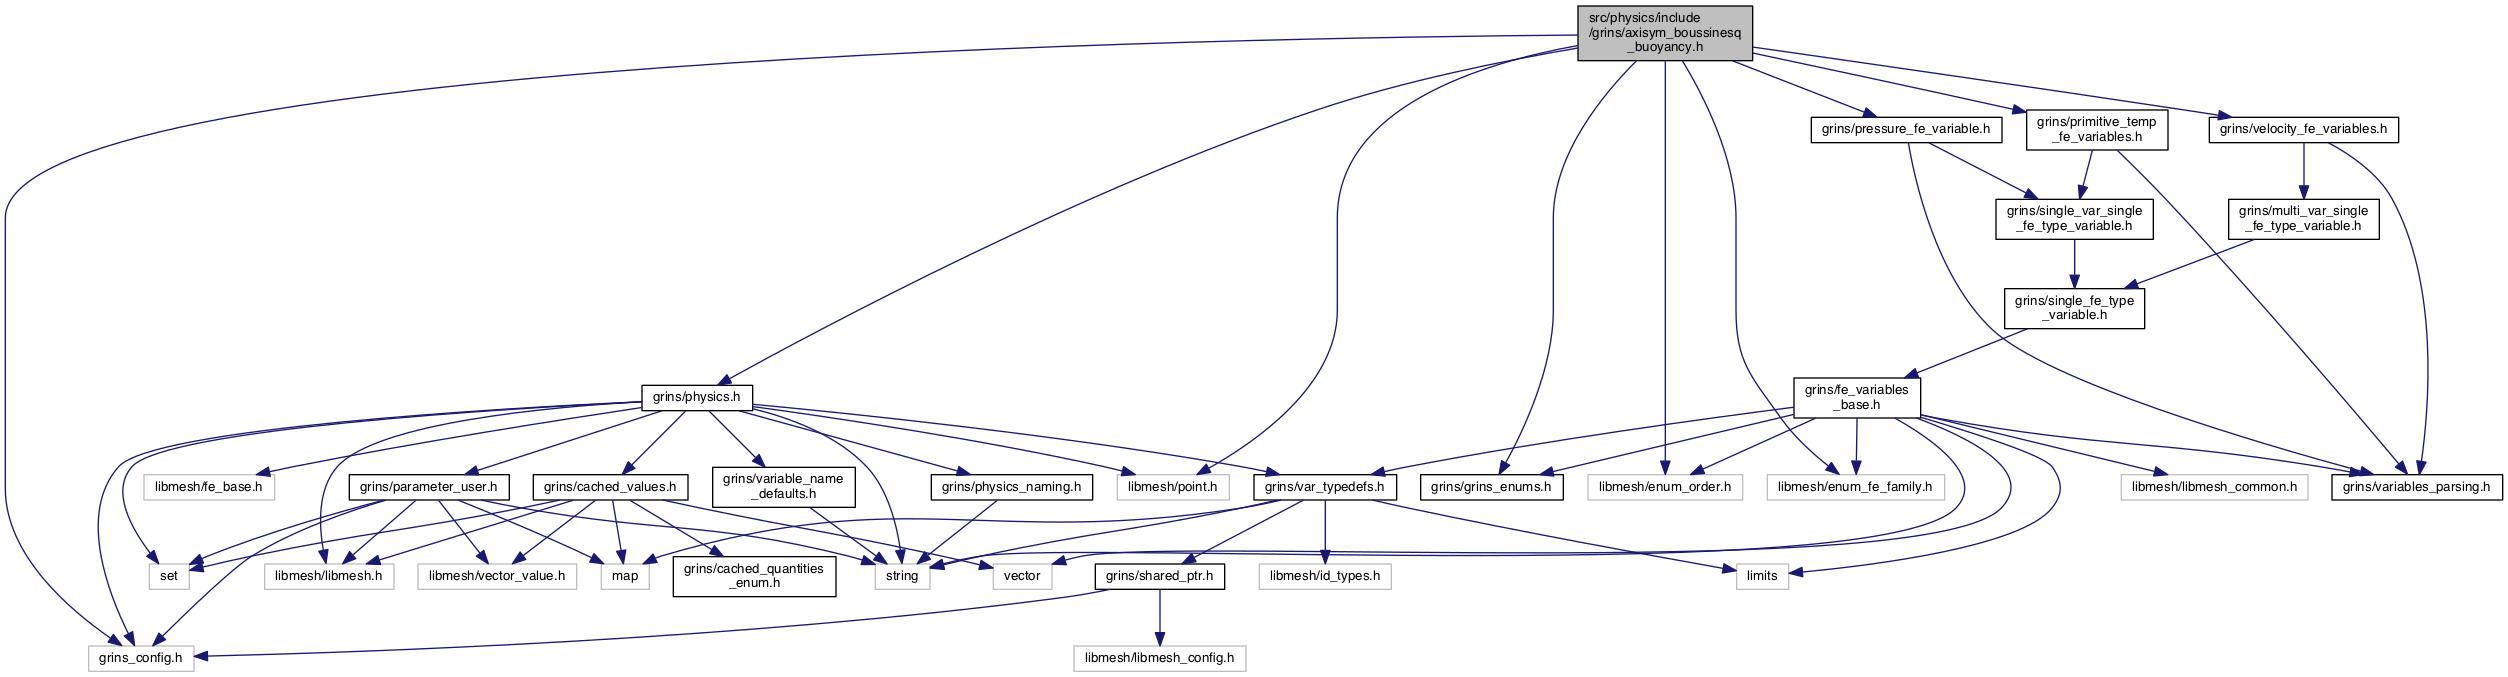 src/physics/include
/grins/axisym_boussinesq
_buoyancy.h
grins/pressure_fe_variable.h
grins/primitive_temp
_fe_variables.h
grins/velocity_fe_variables.h
grins/single_var_single
_fe_type_variable.h
grins/multi_var_single
_fe_type_variable.h
grins/single_fe_type
_variable.h
grins/physics.h
grins/fe_variables
_base.h
libmesh/fe_base.h
grins/parameter_user.h
grins/cached_values.h
grins/variable_name
_defaults.h
grins/physics_naming.h
libmesh/point.h
grins/var_typedefs.h
grins/grins_enums.h
libmesh/enum_order.h
libmesh/enum_fe_family.h
libmesh/libmesh_common.h
grins/variables_parsing.h
set
libmesh/libmesh.h
libmesh/vector_value.h
map
grins/cached_quantities
_enum.h
string
vector
grins/shared_ptr.h
libmesh/id_types.h
limits
grins_config.h
libmesh/libmesh_config.h